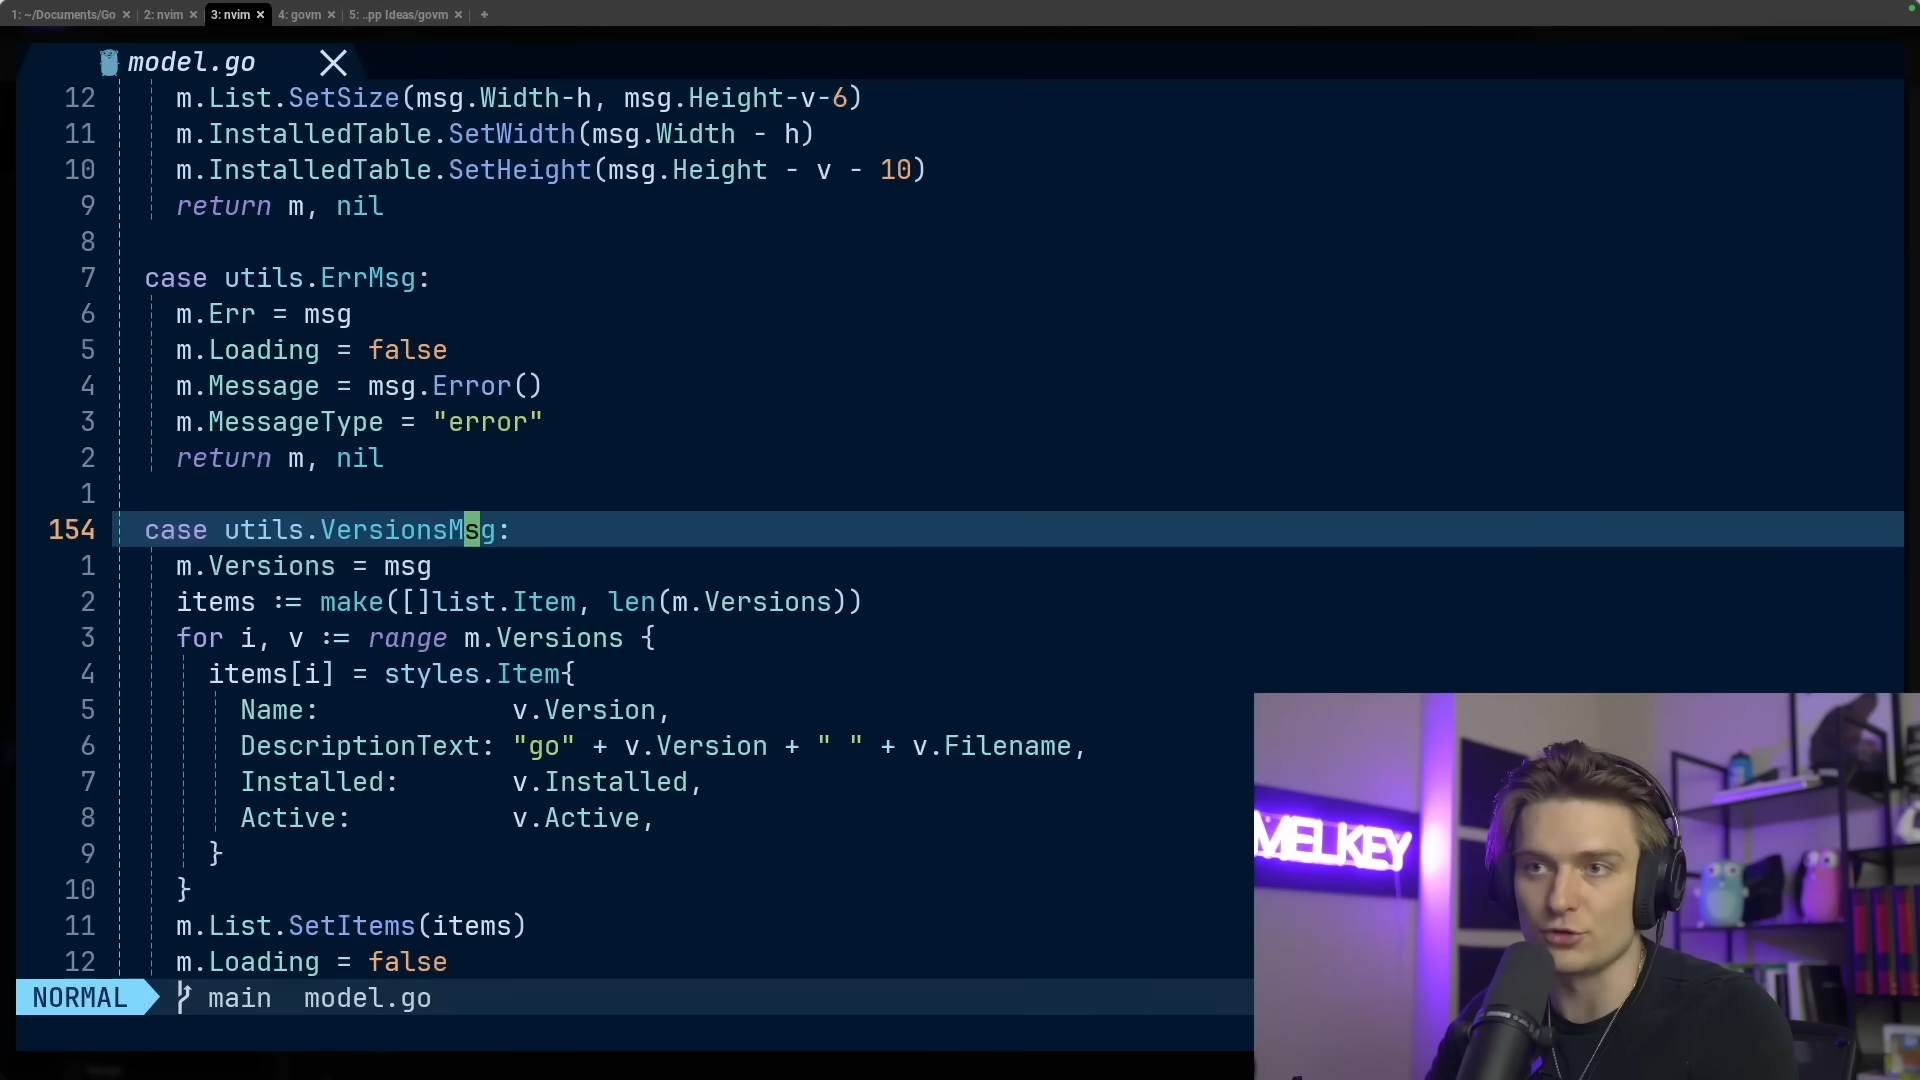 1: ~/Documents/Go × 2: nvim × 3: nvim × 4: govm × 5: ..pp Ideas/govm × +
model.go
12 m.List.SetSize(msg.Width-h, msg.Height-v-6)
11 m.InstalledTable.SetWidth(msg.Width - h)
10 m.InstalledTable.SetHeight(msg.Height - v - 10)
9 return m, nil
8
7 case utils.ErrMsg:
6 m.Err = msg
5 m.Loading = false
4 m.Message = msg.Error()
3 m.MessageType = "error"
2 return m, nil
1
154 case utils.VersionsMsg:
1 m.Versions = msg
2 items := make([]list.Item, len(m.Versions))
3 for i, v := range m.Versions {
4 items[i] = styles.Item{
5 Name: v.Version,
6 DescriptionText: "go" + v.Version + " " + v.Filename,
7 Installed: v.Installed,
8 Active: v.Active,
9 }
10 }
11 m.List.SetItems(items)
12 m.Loading = false
NORMAL main model.go
MELKEY